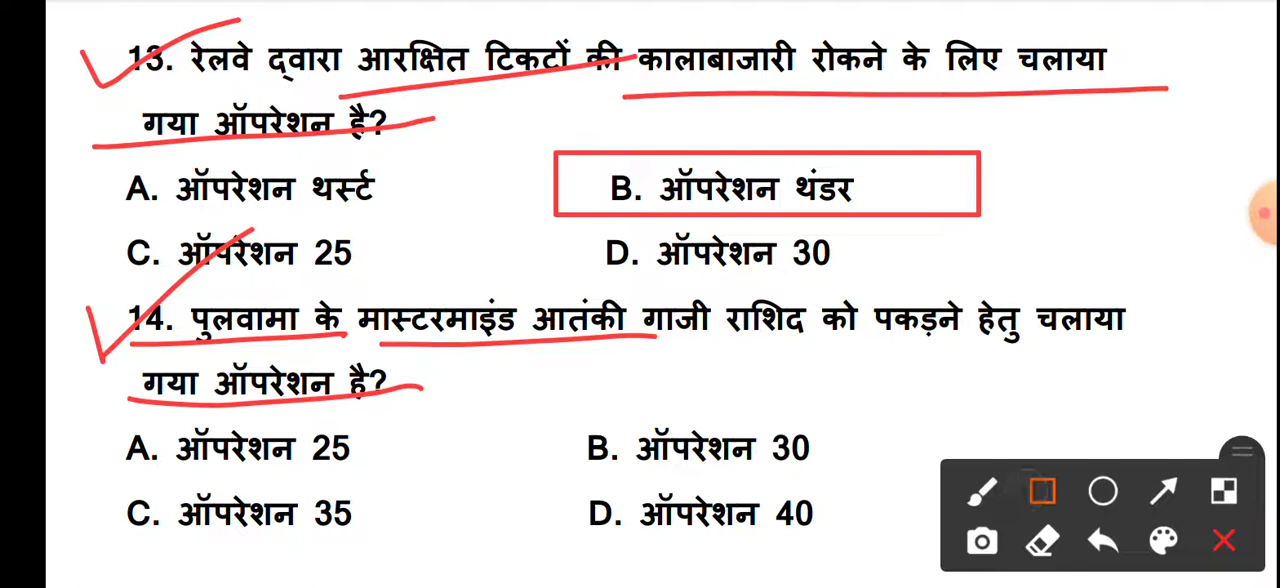 13. रेलवे द्वारा आरक्षित टिकटों की कालाबाजारी रोकने के लिए चलाया
गया ऑपरेशन है?
A. ऑपरेशन थर्स्ट B. ऑपरेशन थंडर
C. ऑपरेशन 25 D. ऑपरेशन 30
14. पुलवामा के मास्टरमाइंड आतंकी गाजी राशिद को पकड़ने हेतु चलाया
गया ऑपरेशन है?
A. ऑपरेशन 25 B. ऑपरेशन 30
C. ऑपरेशन 35 D. ऑपरेशन 40